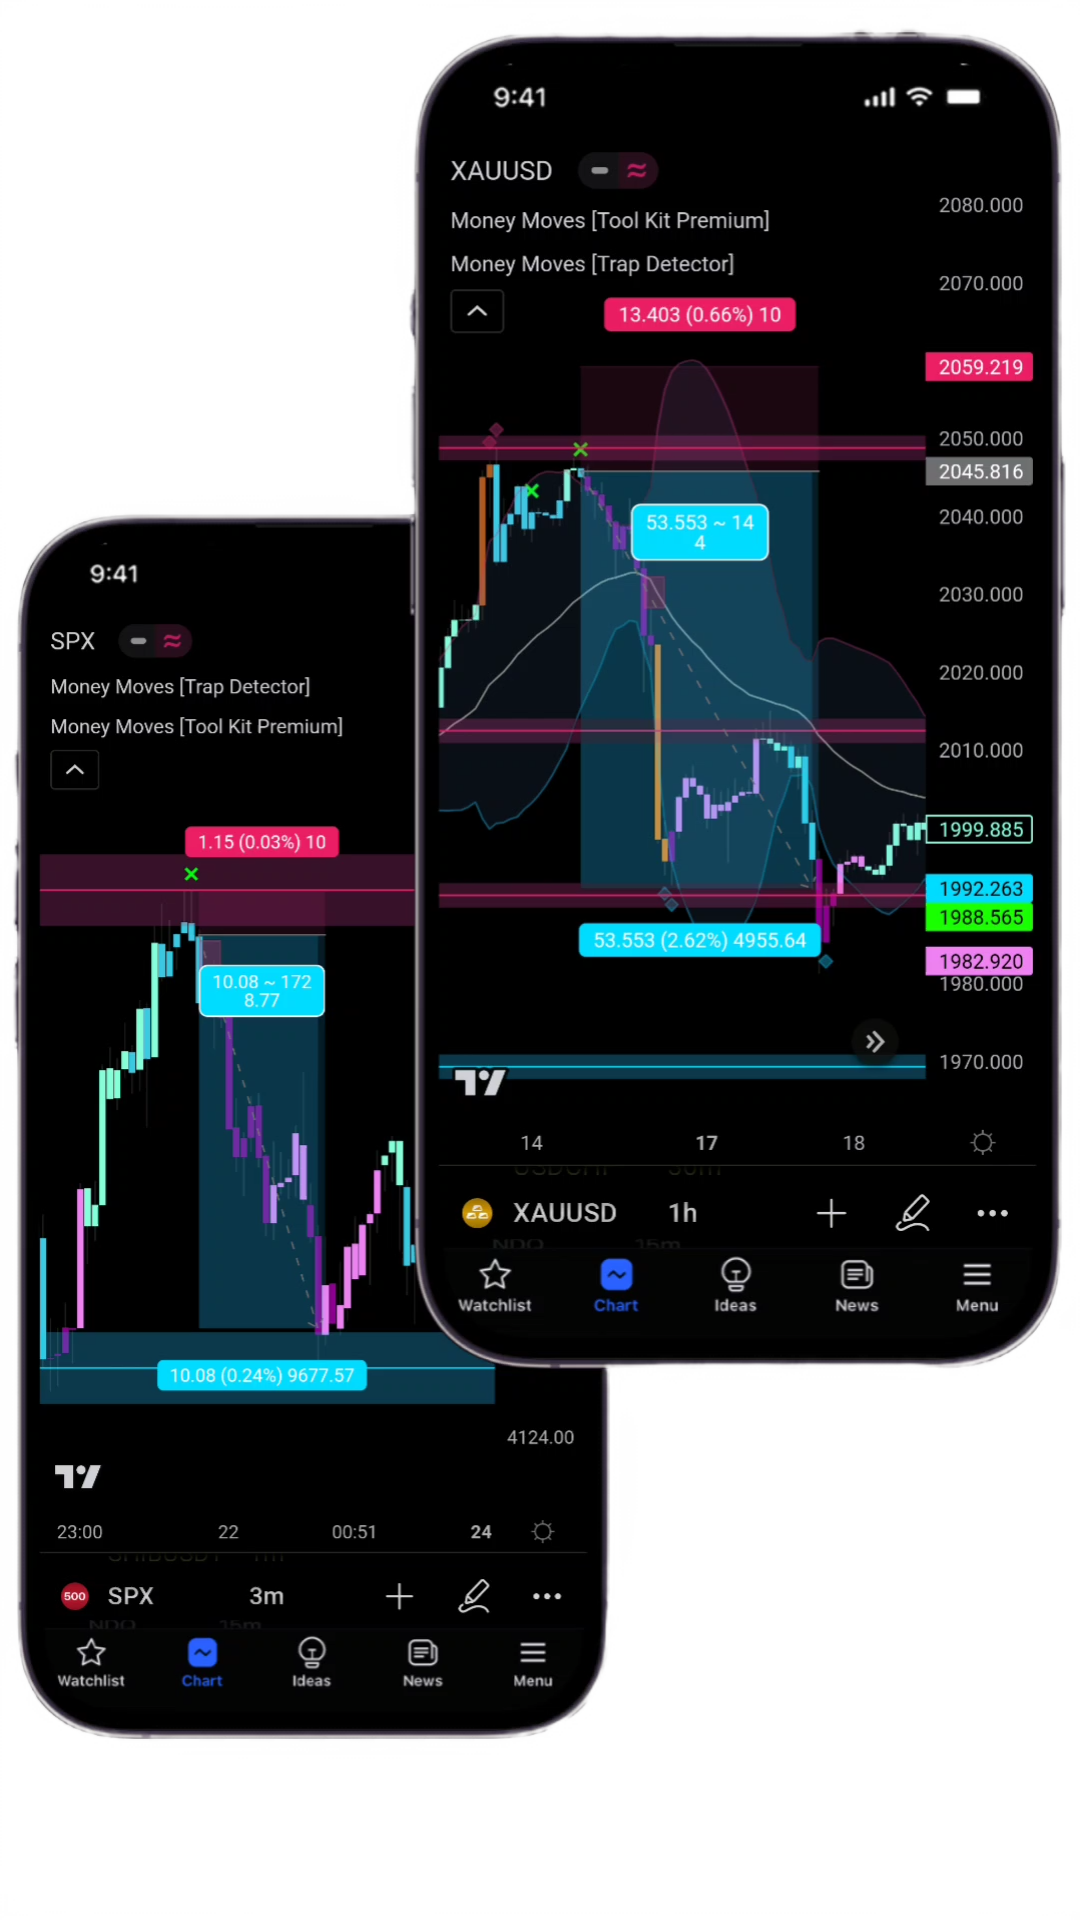 9:41
XAUUSD
Money Moves [Tool Kit Premium]
Money Moves [Trap Detector]
13.403 (0.66%) 10
2080.000
2070.000
2059.219
2050.000
2045.816
2040.000
53.553 ~ 14
4
2030.000
2020.000
2010.000
1999.885
1992.263
1988.565
1982.920
1980.000
53.553 (2.62%) 4955.64
1970.000
14 17 18
XAUUSD 1h
Watchlist Chart Ideas News Menu
9:41
SPX
Money Moves [Trap Detector]
Money Moves [Tool Kit Premium]
1.15 (0.03%) 10
10.08 ~ 172
8.77
10.08 (0.24%) 9677.57
4124.00
23:00 22 00:51 24
500 SPX 3m
Watchlist Chart Ideas News Menu